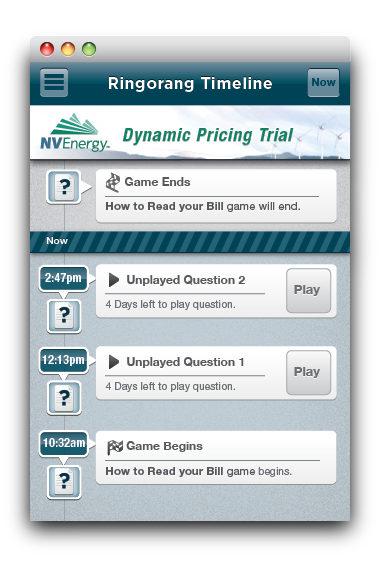 Ringorang Timeline
Now
NVEnergy™
Dynamic Pricing Trial
?
Game Ends
How to Read your Bill game will end.
Now
2:47pm
?
Unplayed Question 2
4 Days left to play question.
Play
12:13pm
?
Unplayed Question 1
4 Days left to play question.
Play
10:32am
?
Game Begins
How to Read your Bill game begins.